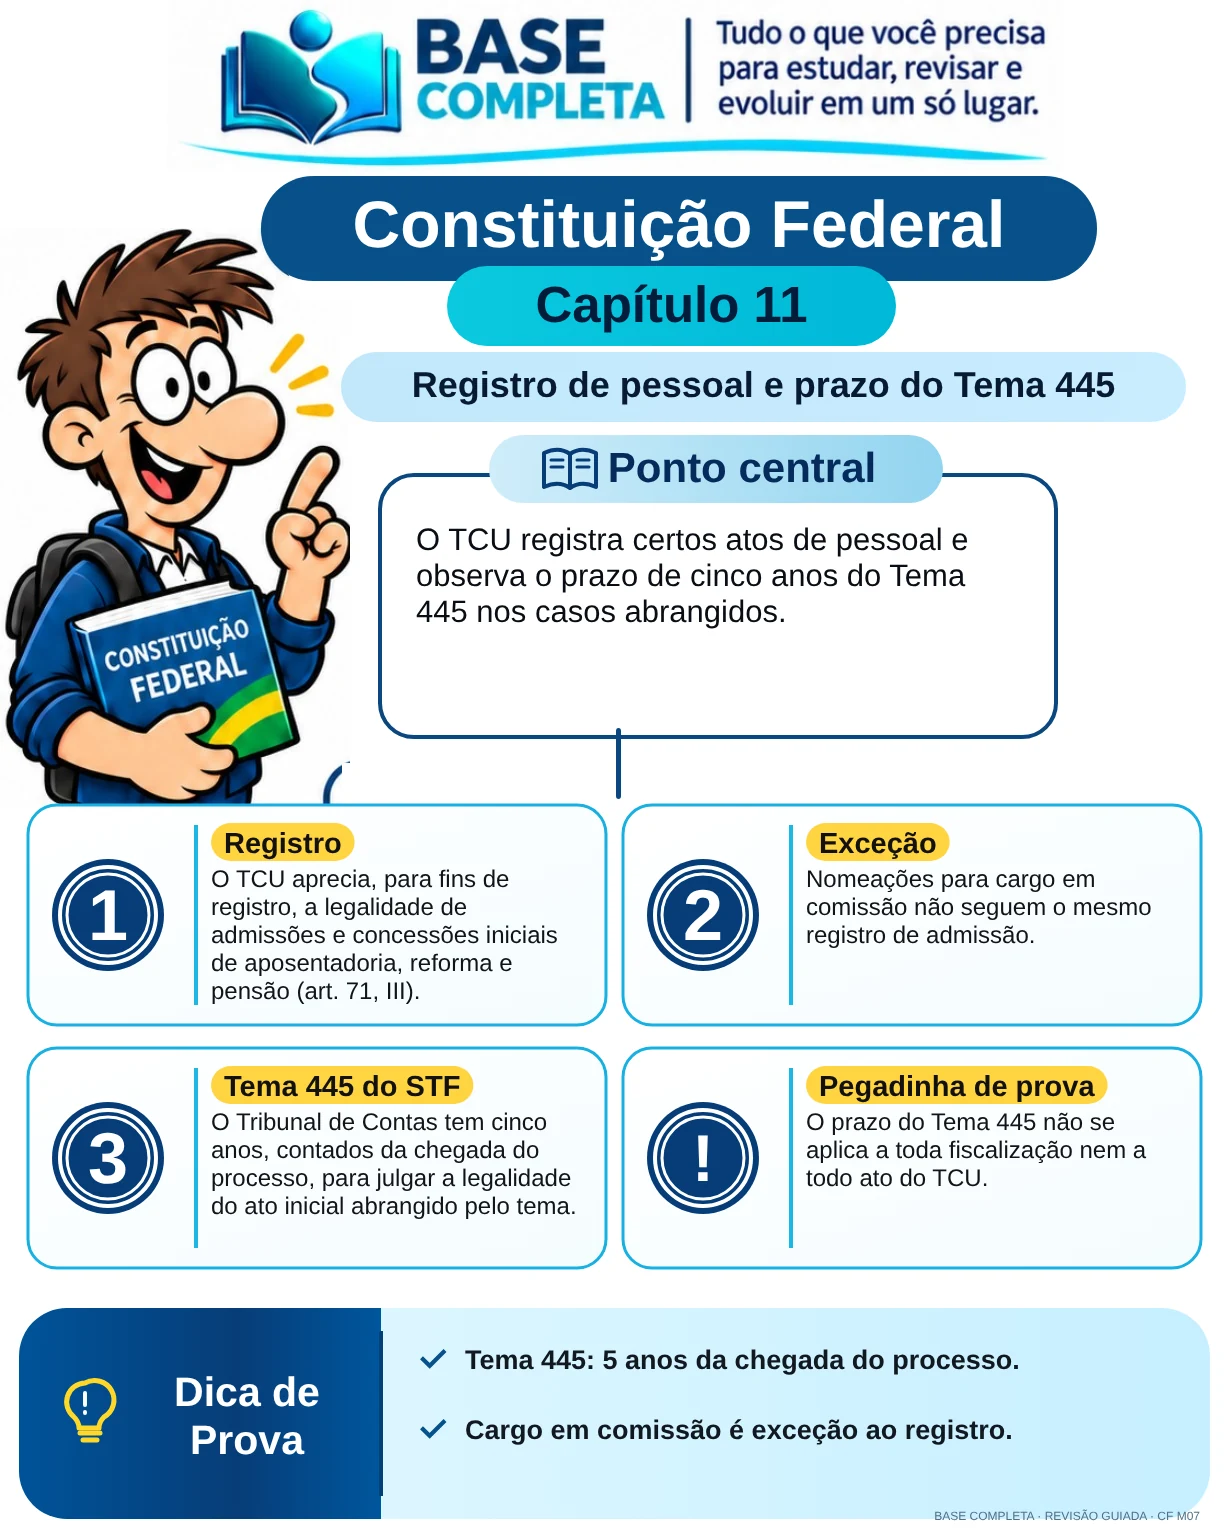 BASE
COMPLETA
Tudo o que você precisa
para estudar, revisar e
evoluir em um só lugar.
Constituição Federal
Capítulo 11
Registro de pessoal e prazo do Tema 445
Ponto central
O TCU registra certos atos de pessoal e
observa o prazo de cinco anos do Tema
445 nos casos abrangidos.
CONSTITUIÇÃO
FEDERAL
1
Registro
O TCU aprecia, para fins de
registro, a legalidade de
admissões e concessões iniciais
de aposentadoria, reforma e
pensão (art. 71, III).
2
Exceção
Nomeações para cargo em
comissão não seguem o mesmo
registro de admissão.
3
Tema 445 do STF
O Tribunal de Contas tem cinco
anos, contados da chegada do
processo, para julgar a legalidade
do ato inicial abrangido pelo tema.
!
Pegadinha de prova
O prazo do Tema 445 não se
aplica a toda fiscalização nem a
todo ato do TCU.
Dica de
Prova
Tema 445: 5 anos da chegada do processo.
Cargo em comissão é exceção ao registro.
BASE COMPLETA · REVISÃO GUIADA · CF M07